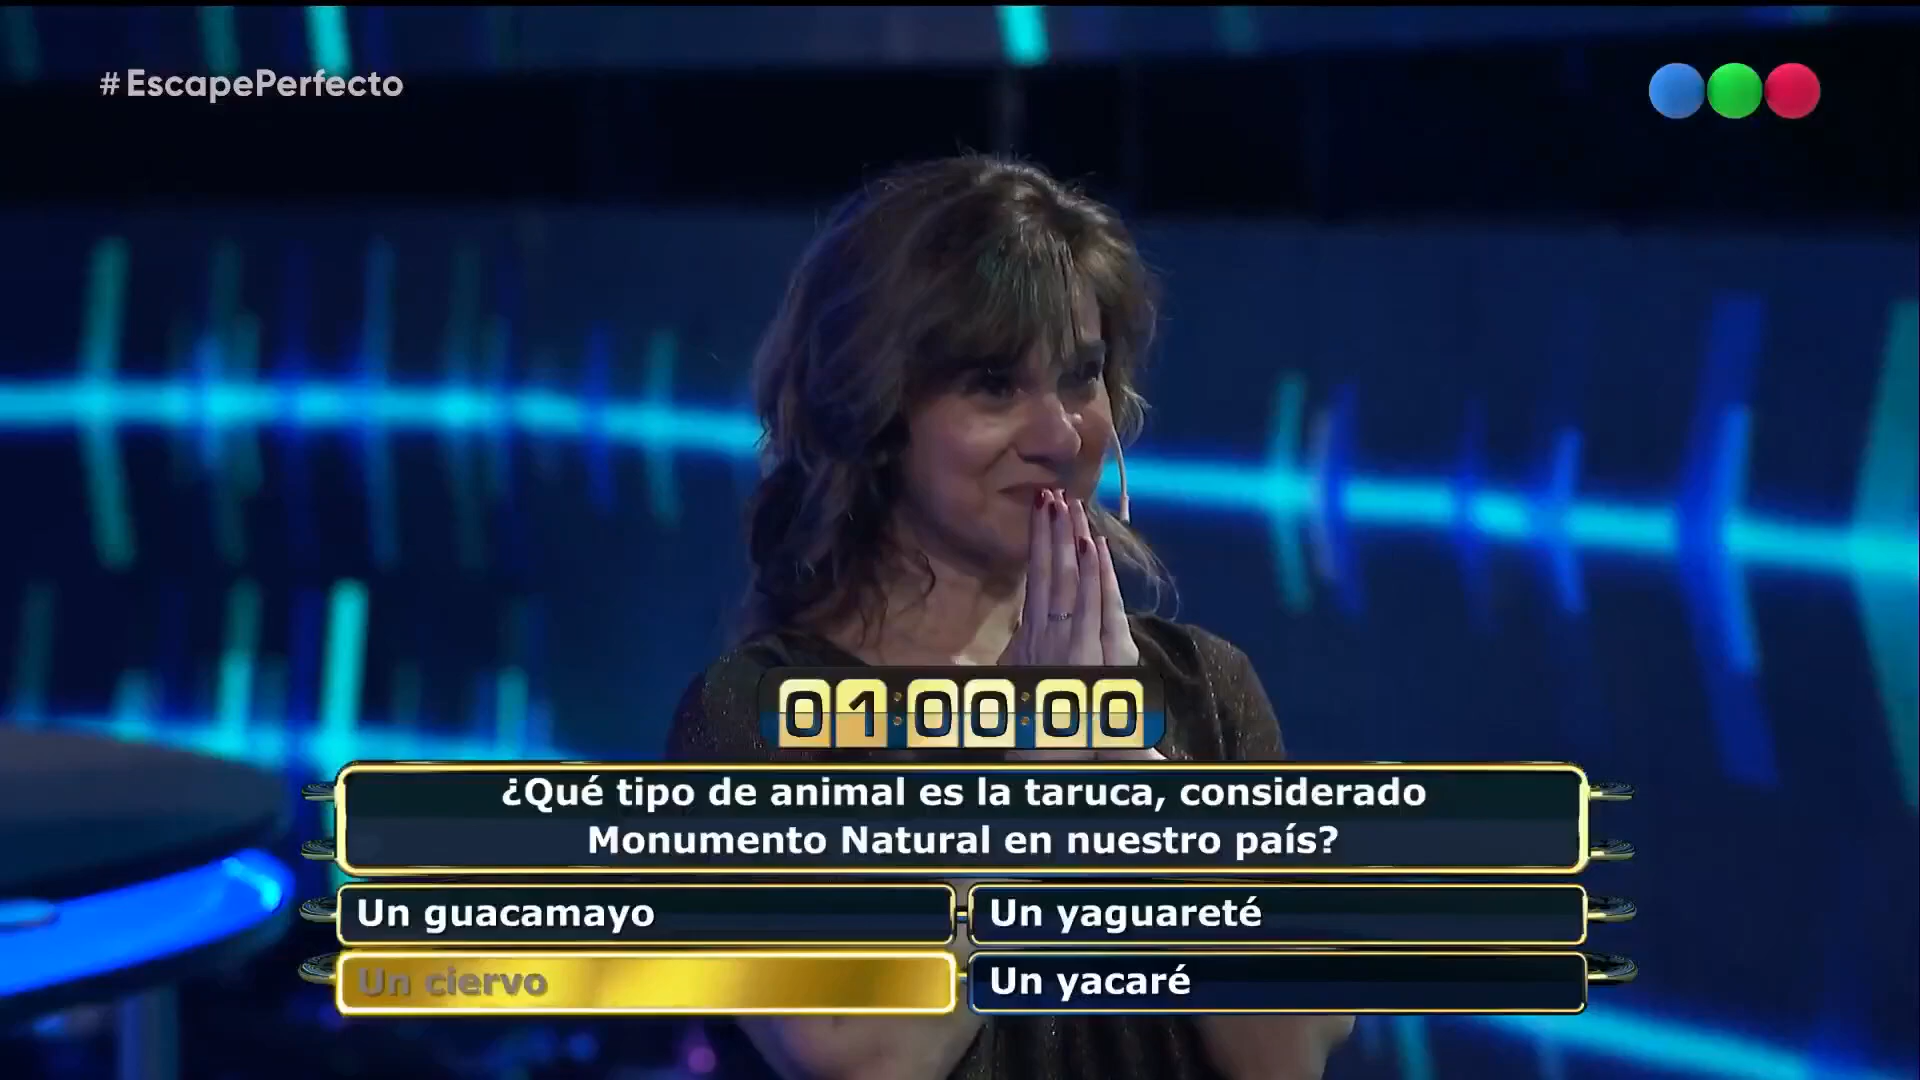 #EscapePerfecto
01:00:00
¿Qué tipo de animal es la taruca, considerado
Monumento Natural en nuestro país?
Un guacamayo
Un yaguareté
Un ciervo
Un yacaré